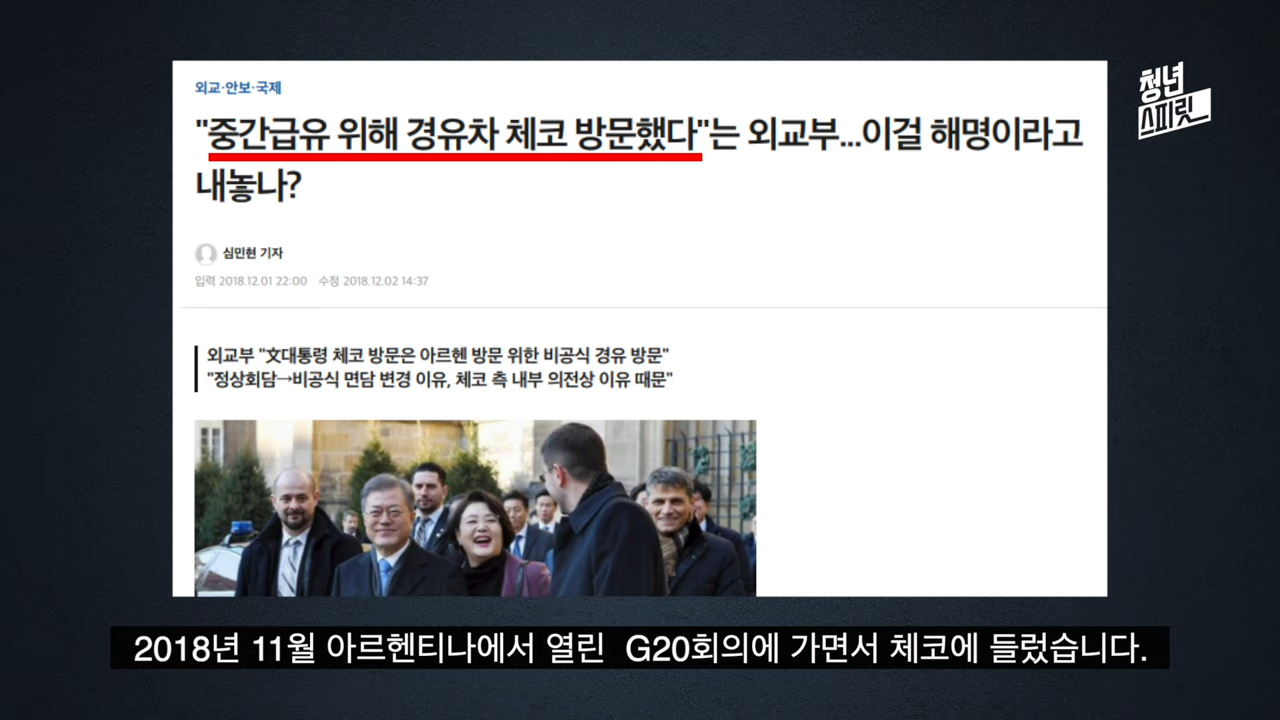 청년
스피릿
외교·안보·국제
"중간급유 위해 경유차 체코 방문했다"는 외교부...이걸 해명이라고
내놓나?
심민현 기자
입력 2018.12.01 22:00 수정 2018.12.02 14:37
외교부 "文대통령 체코 방문은 아르헨 방문 위한 비공식 경유 방문"
"정상회담→비공식 면담 변경 이유, 체코 측 내부 의전상 이유 때문"
2018년 11월 아르헨티나에서 열린 G20회의에 가면서 체코에 들렀습니다.